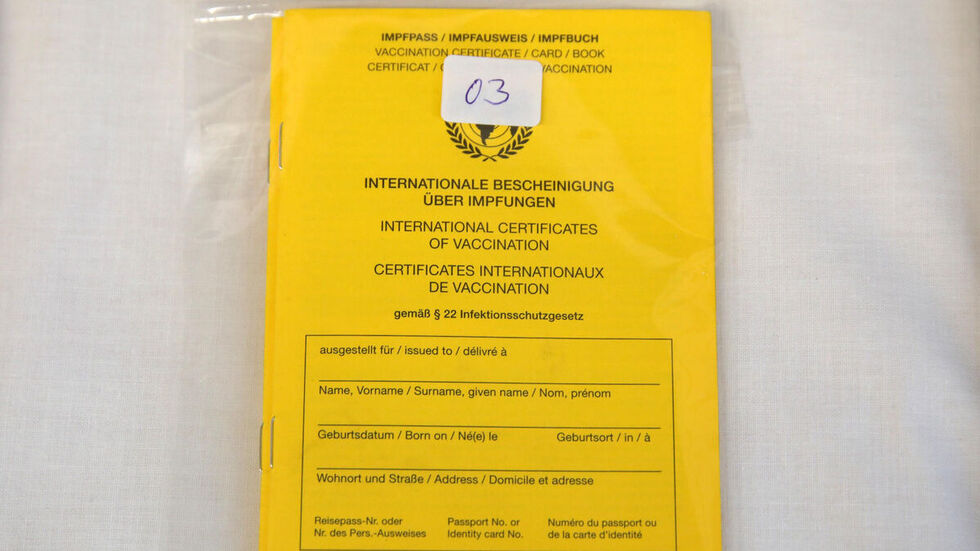 IMPFPASS / IMPFAUSWEIS / IMPFBUCH
VACCINATION CERTIFICATE / CARD / BOOK
CERTIFICAT / VACCINATION
03
INTERNATIONALE BESCHEINIGUNG
ÜBER IMPFUNGEN
INTERNATIONAL CERTIFICATES
OF VACCINATION
CERTIFICATES INTERNATIONAUX
DE VACCINATION
gemäß § 22 Infektionsschutzgesetz
ausgestellt für / issued to / délivré à
Name, Vorname / Surname, given name / Nom, prénom
Geburtsdatum / Born on / Né(e) le Geburtsort / in / à
Wohnort und Straße / Address / Domicile et adresse
Reisepass-Nr. oder Passport No. or Numéro du passport ou
Nr. des Pers.-Ausweises Identity card No. de la carte d'identité